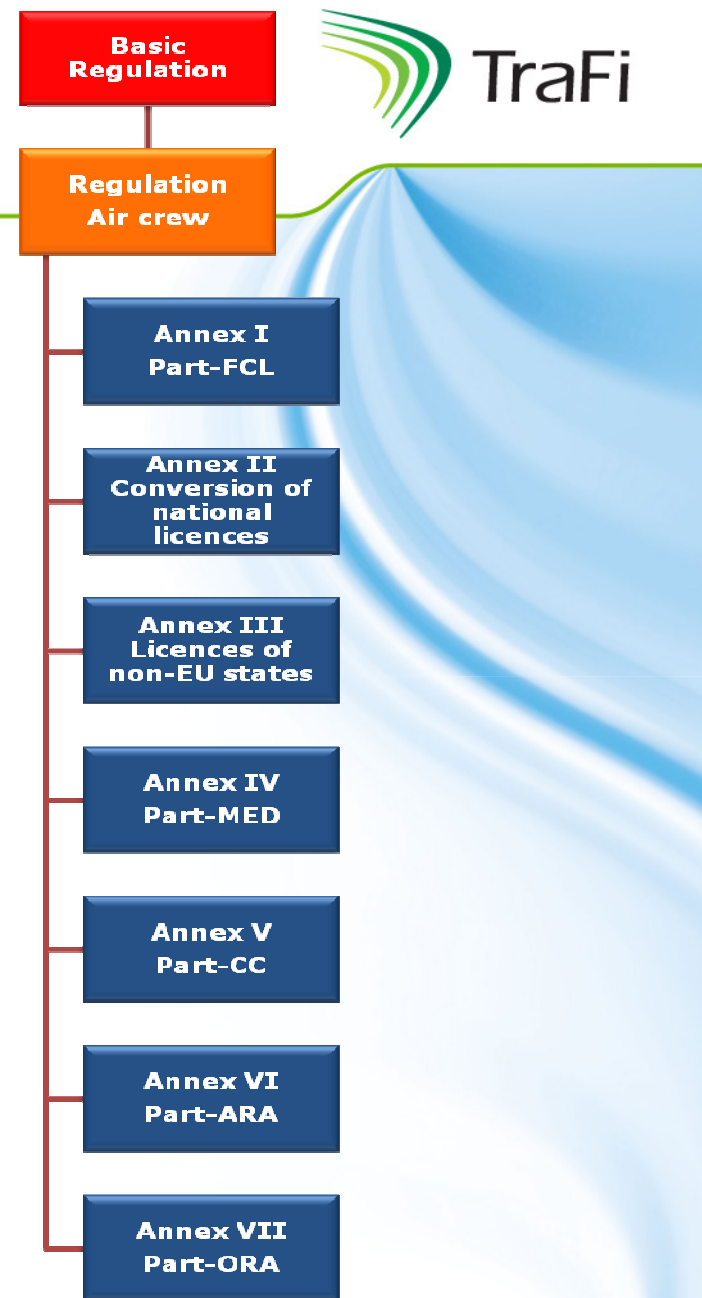 Basic
Regulation
TraFi
Regulation
Air crew
Annex I
Part-FCL
Annex II
Conversion of
national
licences
Annex III
Licences of
non-EU states
Annex IV
Part-MED
Annex V
Part-CC
Annex VI
Part-ARA
Annex VII
Part-ORA